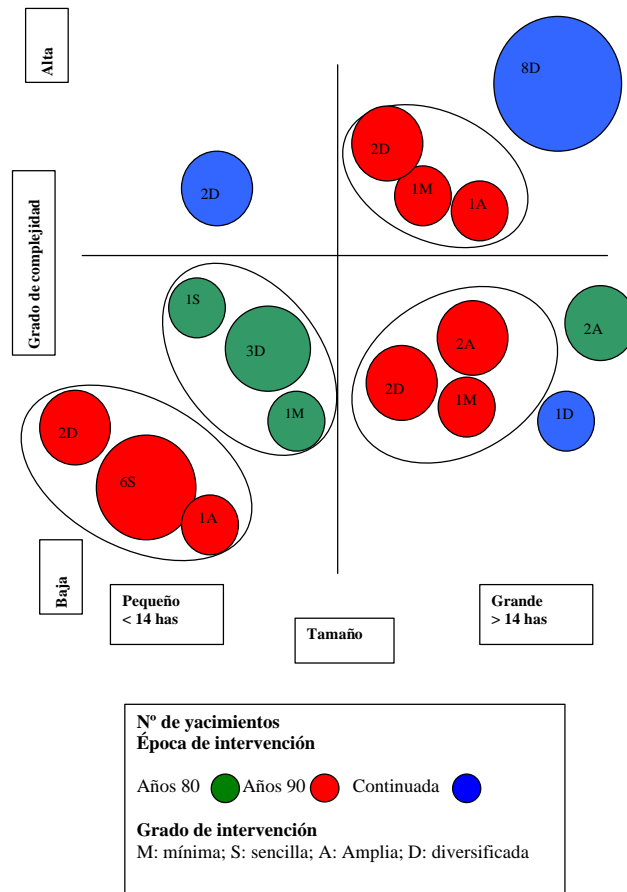 Alta
8D
2D
1M
1A
2D
Grado de complejidad
1S
3D
1M
2A
2D
1M
2A
1D
2D
6S
1A
Baja
Pequeño
< 14 has
Tamaño
Grande
> 14 has
Nº de yacimientos
Época de intervención
Años 80 Años 90 Continuada
Grado de intervención
M: mínima; S: sencilla; A: Amplia; D: diversificada